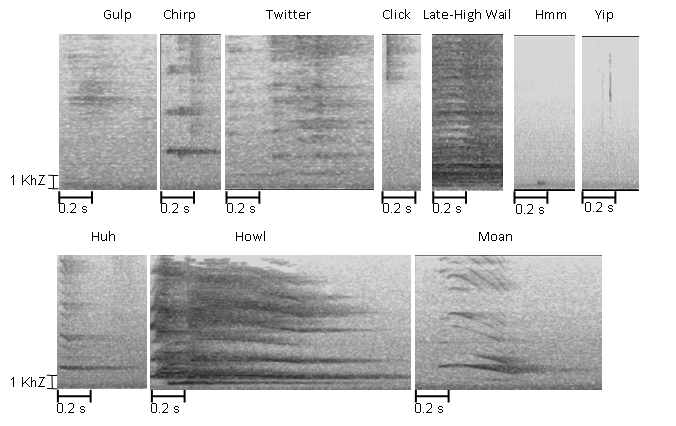 Gulp Chirp Twitter Click Late-High Wail Hmm Yip
1 KhZ
0.2 s 0.2 s 0.2 s 0.2 s 0.2 s 0.2 s 0.2 s
Huh Howl Moan
1 KhZ
0.2 s 0.2 s 0.2 s